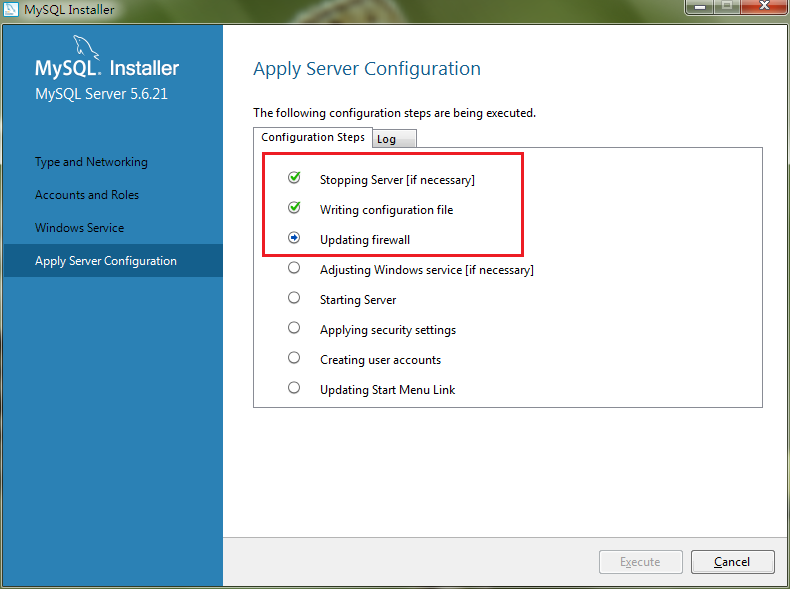 MySQL Installer
MySQL. Installer
MySQL Server 5.6.21
Type and Networking
Accounts and Roles
Windows Service
Apply Server Configuration
Apply Server Configuration
The following configuration steps are being executed.
Configuration Steps Log
Stopping Server [if necessary]
Writing configuration file
Updating firewall
Adjusting Windows service [if necessary]
Starting Server
Applying security settings
Creating user accounts
Updating Start Menu Link
Execute Cancel